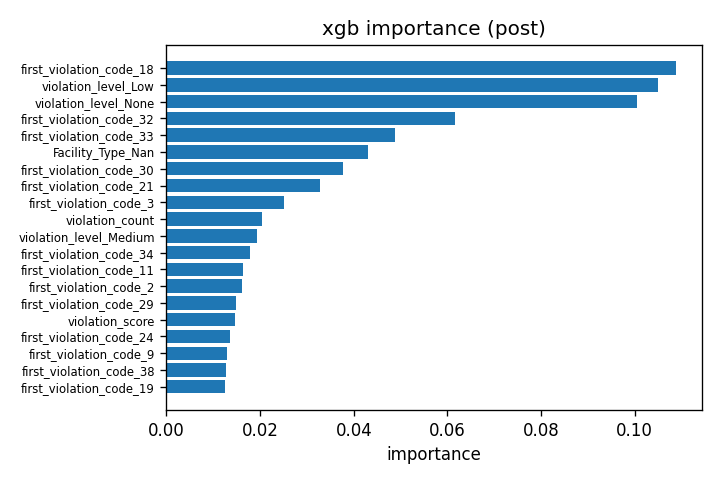 xgb importance (post)
first_violation_code_18
violation_level_Low
violation_level_None
first_violation_code_32
first_violation_code_33
Facility_Type_Nan
first_violation_code_30
first_violation_code_21
first_violation_code_3
violation_count
violation_level_Medium
first_violation_code_34
first_violation_code_11
first_violation_code_2
first_violation_code_29
violation_score
first_violation_code_24
first_violation_code_9
first_violation_code_38
first_violation_code_19
0.00 0.02 0.04 0.06 0.08 0.10
importance